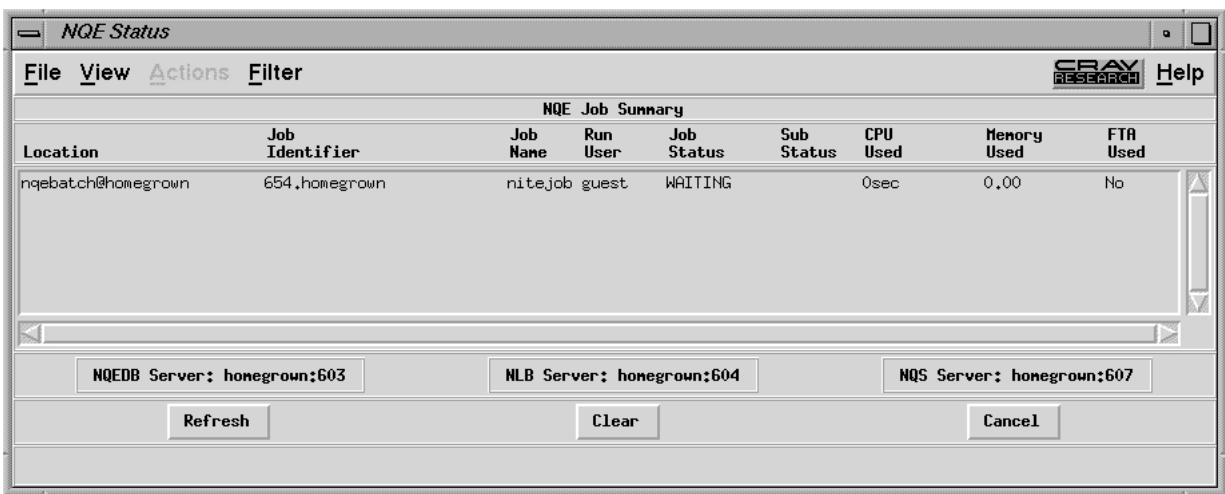 NQE Status
File View Actions Filter CRAY RESEARCH Help
NQE Job Summary
Location Job Identifier Job Name Run User Job Status Sub Status CPU Used Memory Used FTA Used
nqebatch@homegrown 654.homegrown nitejob guest WAITING 0sec 0.00 No
NQEDB Server: homegrown:603 NLB Server: homegrown:604 NQS Server: homegrown:607
Refresh Clear Cancel